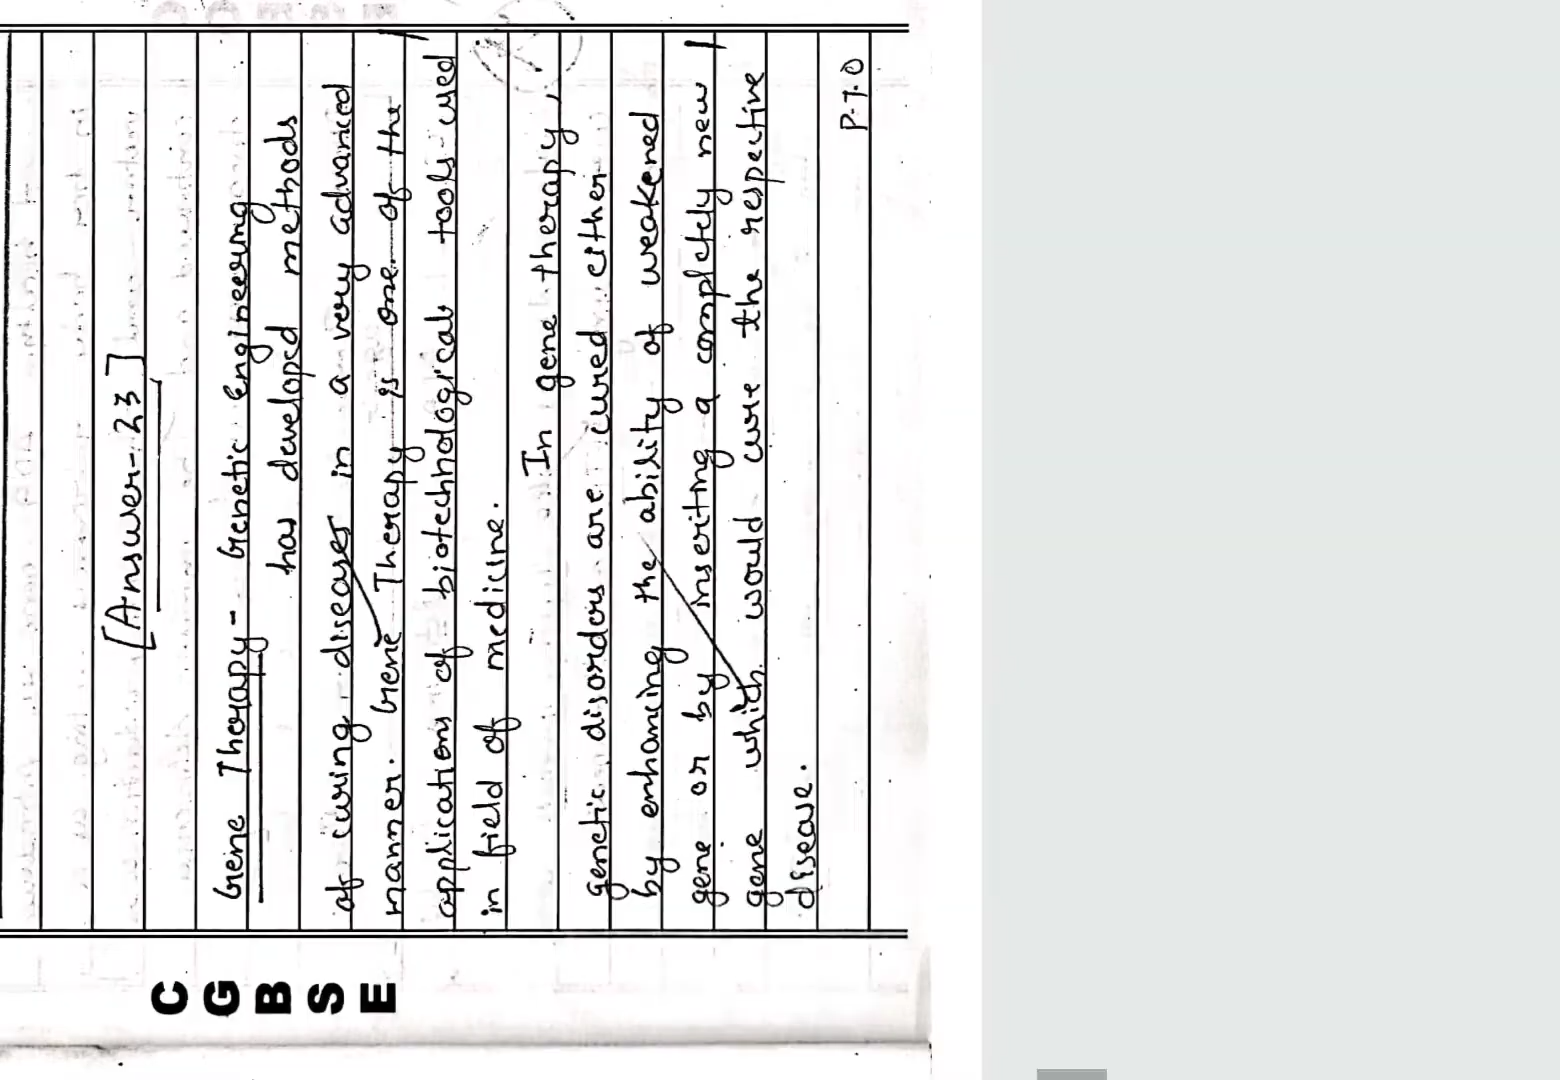 [Answer-23]
Gene Therapy- Genetic Engineering
has developed methods
of curing diseases in a very advanced
manner. Gene Therapy is one of the
applications of biotechnological tools used
in field of medicine.
In gene therapy,
genetic disorders are cured either
by enhancing the ability of weakened
gene or by inserting a completely new
gene which would cure the respective
disease.
P.T.O
CGBSE